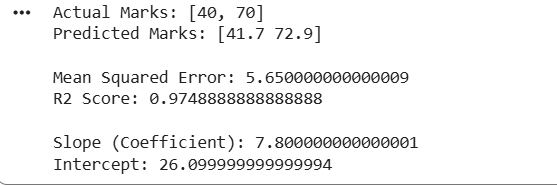 Actual Marks: [40, 70]
Predicted Marks: [41.7 72.9]
Mean Squared Error: 5.650000000000009
R2 Score: 0.9748888888888888
Slope (Coefficient): 7.800000000000001
Intercept: 26.099999999999994